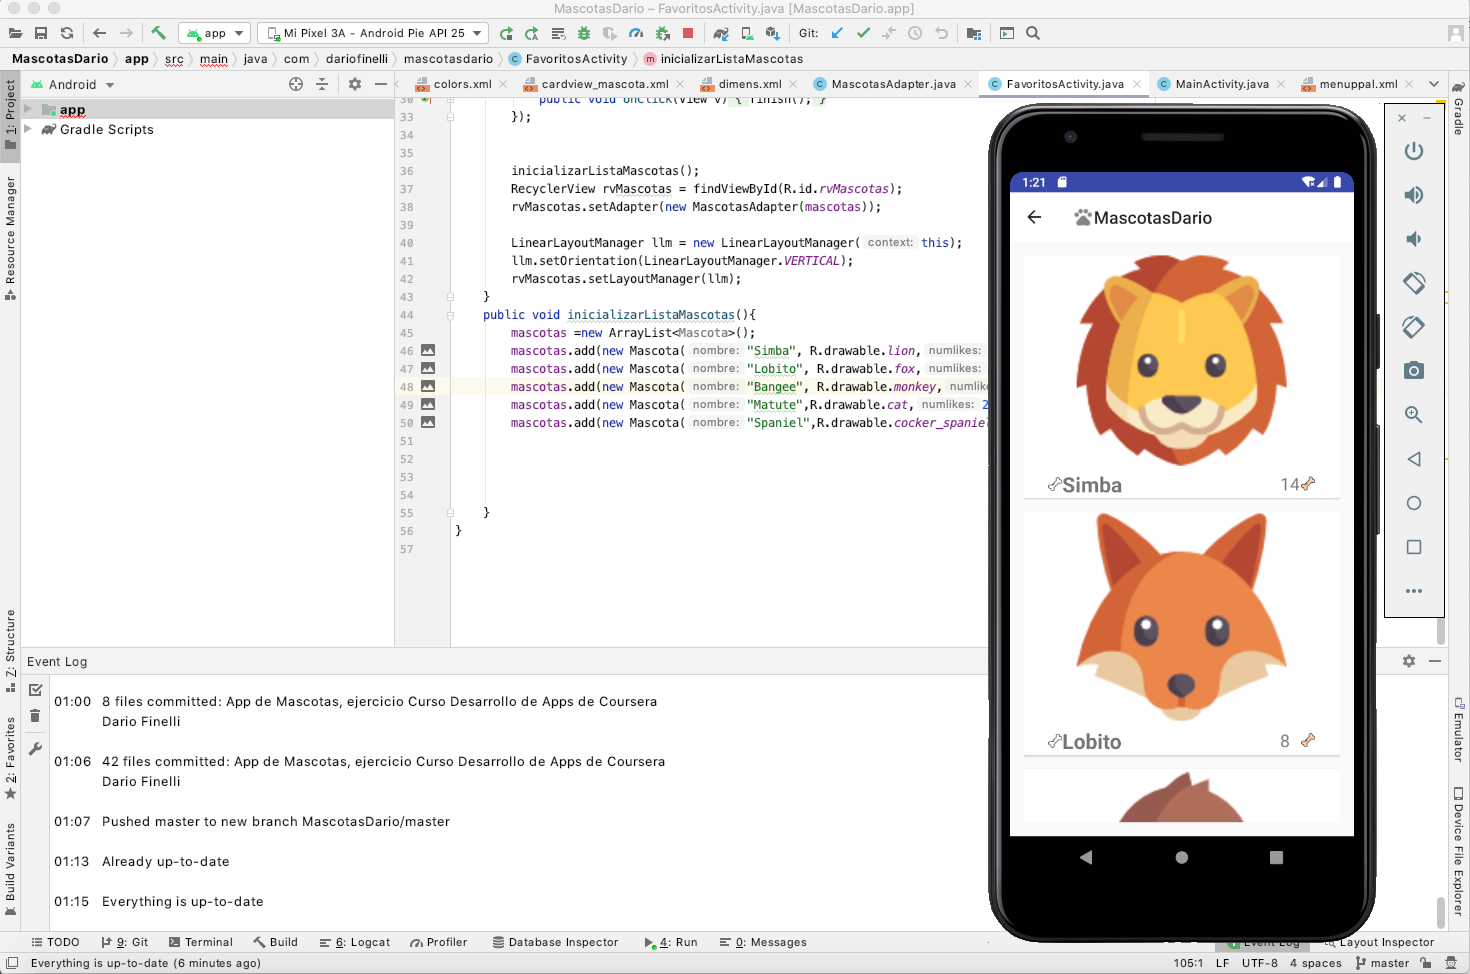 MascotasDario – FavoritosActivity.java [MascotasDario.app]
app
Mi Pixel 3A - Android Pie API 25
Git:
MascotasDario app src main java com dariofinelli mascotasdario FavoritosActivity inicializarListaMascotas
Android
colors.xml cardview_mascota.xml dimens.xml MascotasAdapter.java FavoritosActivity.java MainActivity.java menuppal.xml
app
Gradle Scripts
1: Project
Resource Manager
Z: Structure
2: Favorites
Build Variants
30 public void onClick(View v) { finish(); }
33 });
34
35
36 inicializarListaMascotas();
37 RecyclerView rvMascotas = findViewById(R.id.rvMascotas);
38 rvMascotas.setAdapter(new MascotasAdapter(mascotas));
39
40 LinearLayoutManager llm = new LinearLayoutManager( context: this);
41 llm.setOrientation(LinearLayoutManager.VERTICAL);
42 rvMascotas.setLayoutManager(llm);
43 }
44 public void inicializarListaMascotas(){
45 mascotas =new ArrayList<Mascota>();
46 mascotas.add(new Mascota( nombre: "Simba", R.drawable.lion, numlikes:
47 mascotas.add(new Mascota( nombre: "Lobito", R.drawable.fox, numlikes:
48 mascotas.add(new Mascota( nombre: "Bangee", R.drawable.monkey, numlike
49 mascotas.add(new Mascota( nombre: "Matute",R.drawable.cat, numlikes: 2
50 mascotas.add(new Mascota( nombre: "Spaniel",R.drawable.cocker_spaniel
51
52
53
54
55 }
56 }
57
1:21
MascotasDario
Simba 14
Lobito 8
Gradle
Emulator
Device File Explorer
Event Log
01:00 8 files committed: App de Mascotas, ejercicio Curso Desarrollo de Apps de Coursera
Dario Finelli
01:06 42 files committed: App de Mascotas, ejercicio Curso Desarrollo de Apps de Coursera
Dario Finelli
01:07 Pushed master to new branch MascotasDario/master
01:13 Already up-to-date
01:15 Everything is up-to-date
TODO 9: Git Terminal Build 6: Logcat Profiler Database Inspector 4: Run 0: Messages Event Log Layout Inspector
Everything is up-to-date (6 minutes ago) 105:1 LF UTF-8 4 spaces master